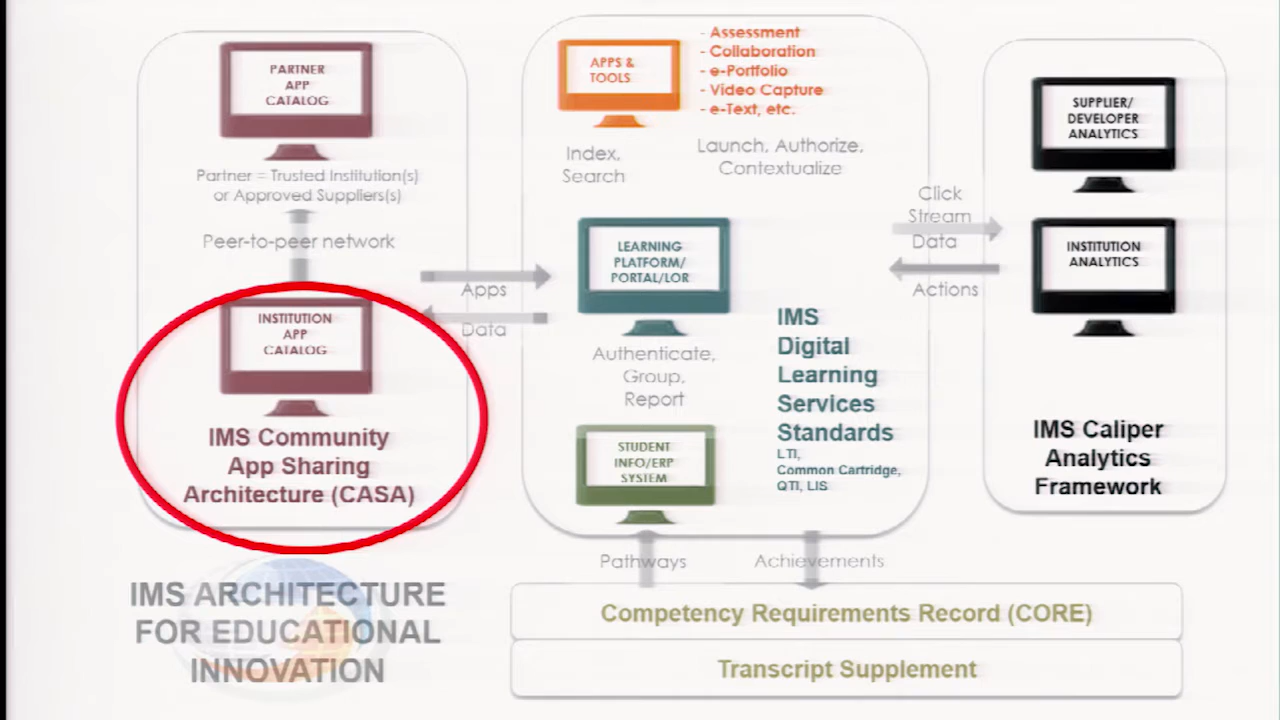 PARTNER
APP
CATALOG
Partner = Trusted Institution(s)
or Approved Suppliers(s)
Peer-to-peer network
INSTITUTION
APP
CATALOG
IMS Community
App Sharing
Architecture (CASA)
Apps
Data
APPS &
TOOLS
- Assessment
- Collaboration
- e-Portfolio
- Video Capture
- e-Text, etc.
Index,
Search
Launch, Authorize,
Contextualize
LEARNING
PLATFORM/
PORTAL/LOR
Authenticate,
Group,
Report
STUDENT
INFO/ERP
SYSTEM
IMS
Digital
Learning
Services
Standards
LTI,
Common Cartridge,
QTI, LIS
Click
Stream
Data
Actions
SUPPLIER/
DEVELOPER
ANALYTICS
INSTITUTION
ANALYTICS
IMS Caliper
Analytics
Framework
Pathways
Achievements
IMS ARCHITECTURE
FOR EDUCATIONAL
INNOVATION
Competency Requirements Record (CORE)
Transcript Supplement